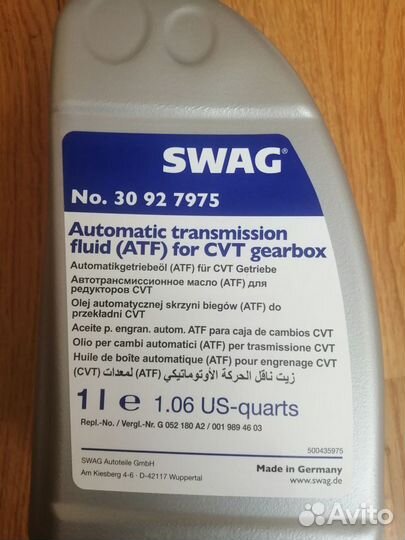 SWAG®
No. 30 92 7975
Automatic transmission
fluid (ATF) for CVT gearbox
Automatikgetriebeöl (ATF) für CVT Getriebe
Автотрансмиссионное масло (ATF) для
редукторов CVT
Olej automatycznej skrzyni biegów (ATF) do
przekładni CVT
Aceite p. engran. autom. ATF para caja de cambios CVT
Olio per cambi automatici (ATF) per trasmissione CVT
Huile de boîte automatique (ATF) pour engrenage CVT
زيت ناقل الحركة الأوتوماتيكي (ATF) لمعدات (CVT)
1 l e 1.06 US-quarts
Repl.-No. / Vergl.-Nr. G 052 180 A2 / 001 989 46 03
500435975
SWAG Autoteile GmbH
Am Kiesberg 4-6 · D-42117 Wuppertal
Made in Germany
www.swag.de
Avito